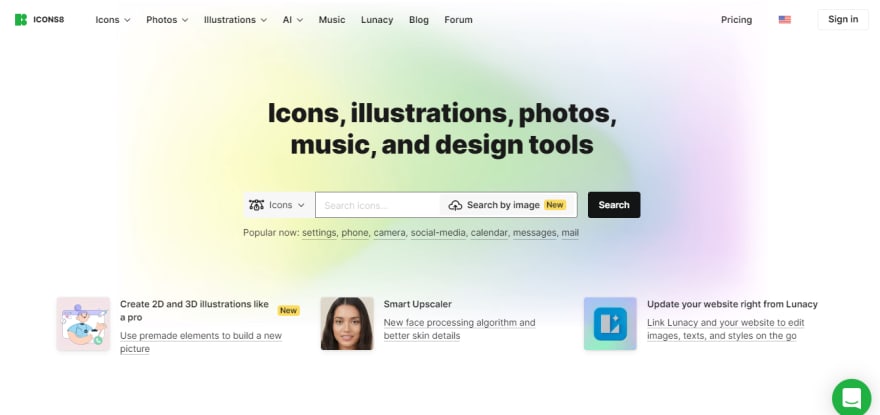 ICONS8 Icons Photos Illustrations AI Music Lunacy Blog Forum Pricing Sign in
Icons, illustrations, photos,
music, and design tools
Icons Search icons... Search by image New Search
Popular now: settings, phone, camera, social-media, calendar, messages, mail
Create 2D and 3D illustrations like
a pro
New
Use premade elements to build a new
picture
Smart Upscaler
New face processing algorithm and
better skin details
Update your website right from Lunacy
Link Lunacy and your website to edit
images, texts, and styles on the go